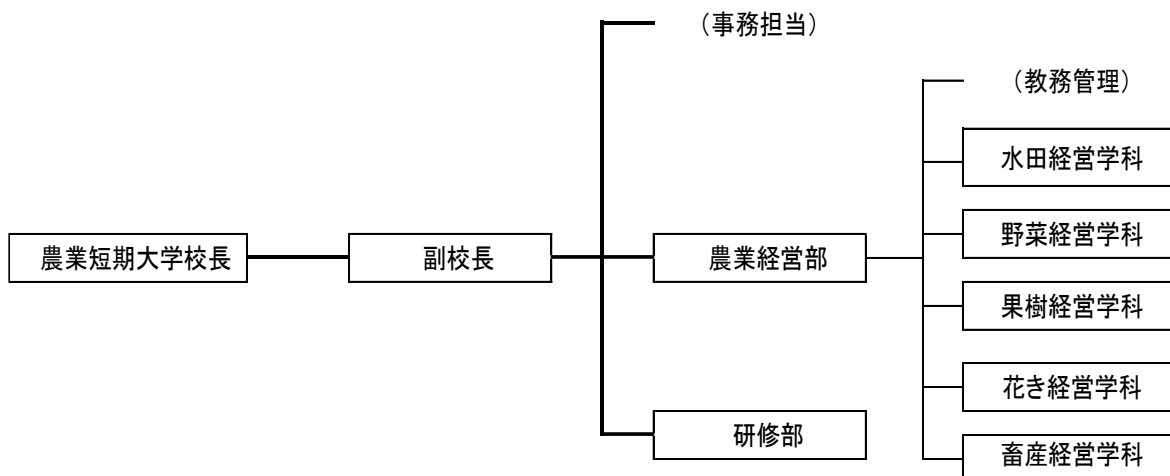 （事務担当）
（教務管理）
水田経営学科
野菜経営学科
農業短期大学校長
副校長
農業経営部
果樹経営学科
花き経営学科
研修部
畜産経営学科